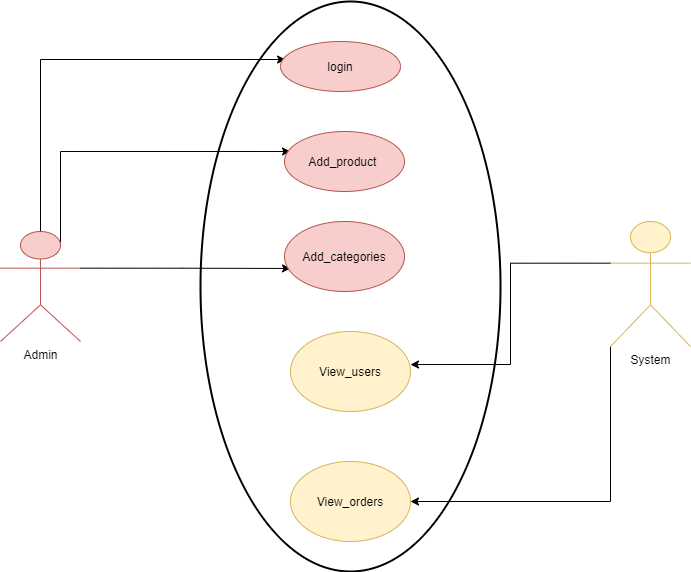 login
Add_product
Add_categories
Admin
View_users
System
View_orders